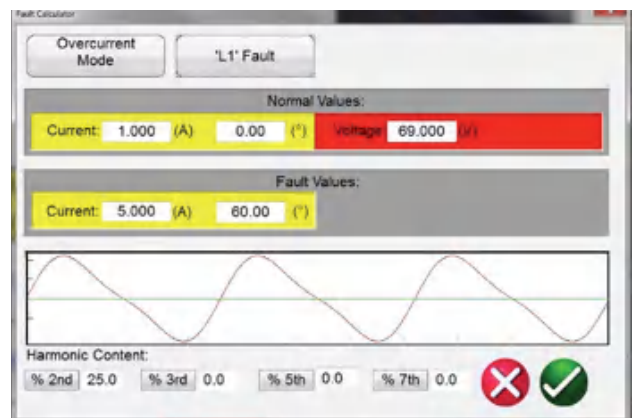 Fault Calculator
Overcurrent Mode
'L1' Fault
Normal Values:
Current: 1.000 (A) 0.00 (°) Voltage 69.000 (V)
Fault Values:
Current: 5.000 (A) 60.00 (°)
Harmonic Content:
% 2nd 25.0 % 3rd 0.0 % 5th 0.0 % 7th 0.0